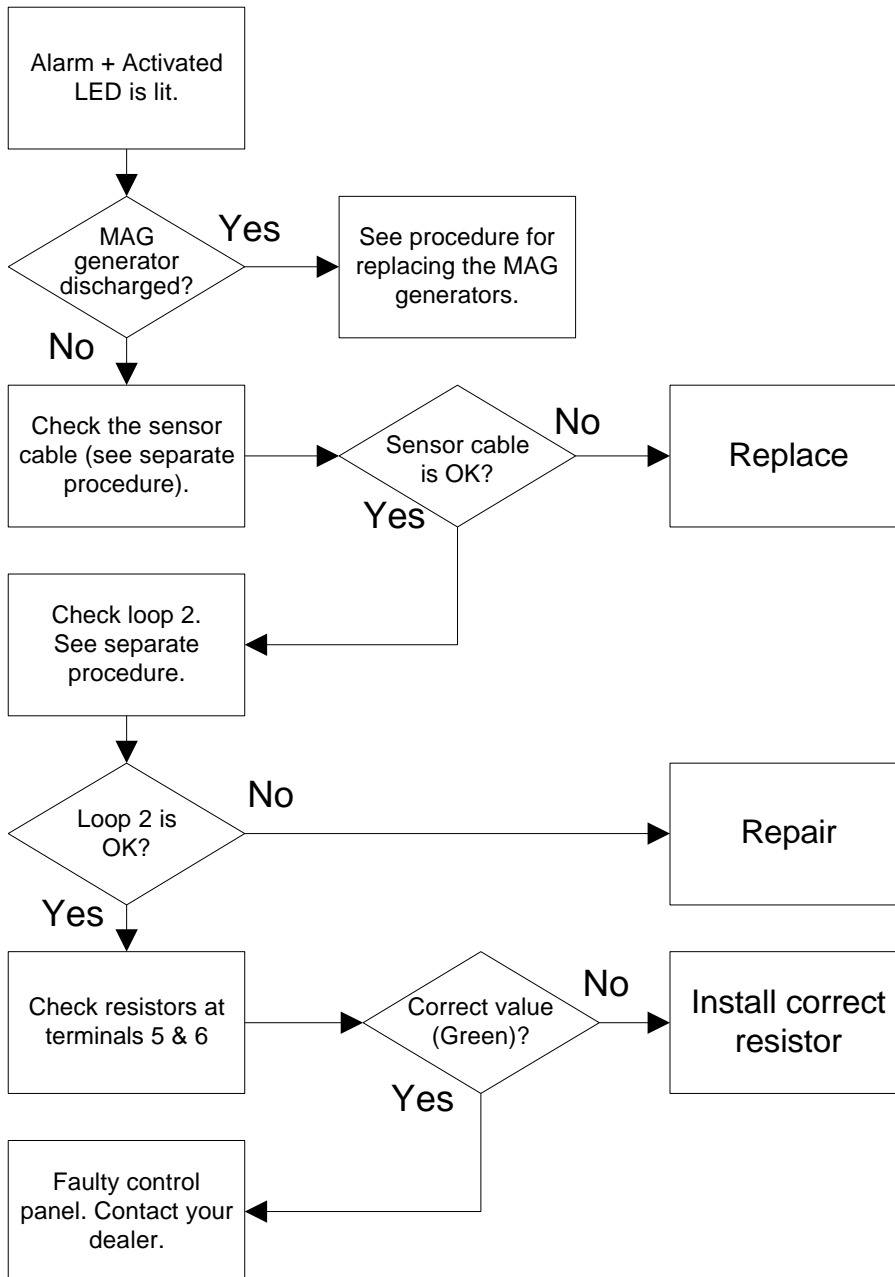 Alarm + Activated
LED is lit.
MAG
generator
discharged?
Yes
See procedure for
replacing the MAG
generators.
No
Check the sensor
cable (see separate
procedure).
Sensor cable
is OK?
No
Replace
Yes
Check loop 2.
See separate
procedure.
Loop 2 is
OK?
No
Repair
Yes
Check resistors at
terminals 5 & 6
Correct value
(Green)?
No
Install correct
resistor
Yes
Faulty control
panel. Contact your
dealer.